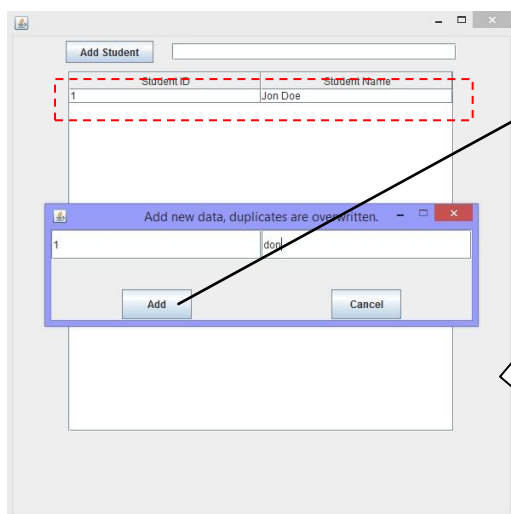 Add Student
Student ID Student Name
1 Jon Doe
Add new data, duplicates are overwritten.
1 don
Add Cancel